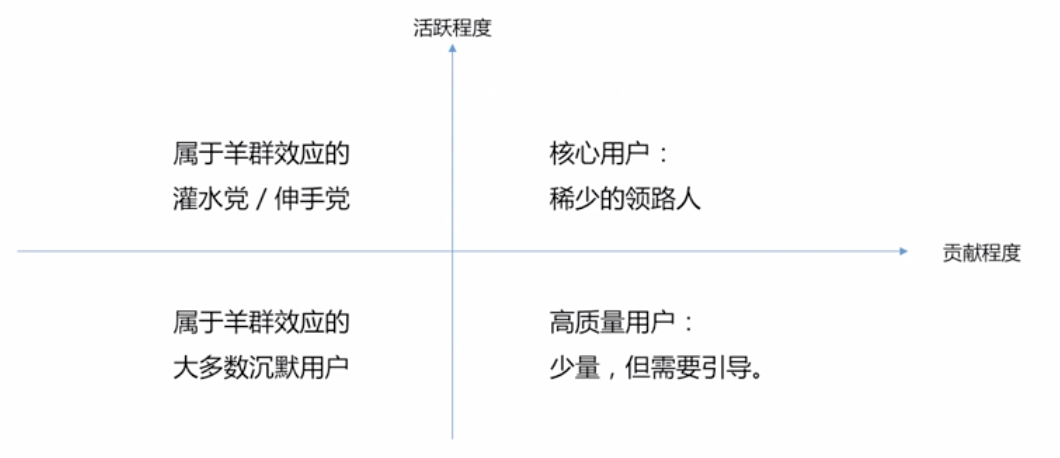 活跃程度
属于羊群效应的
灌水党 / 伸手党
核心用户：
稀少的领路人
贡献程度
属于羊群效应的
大多数沉默用户
高质量用户：
少量，但需要引导。